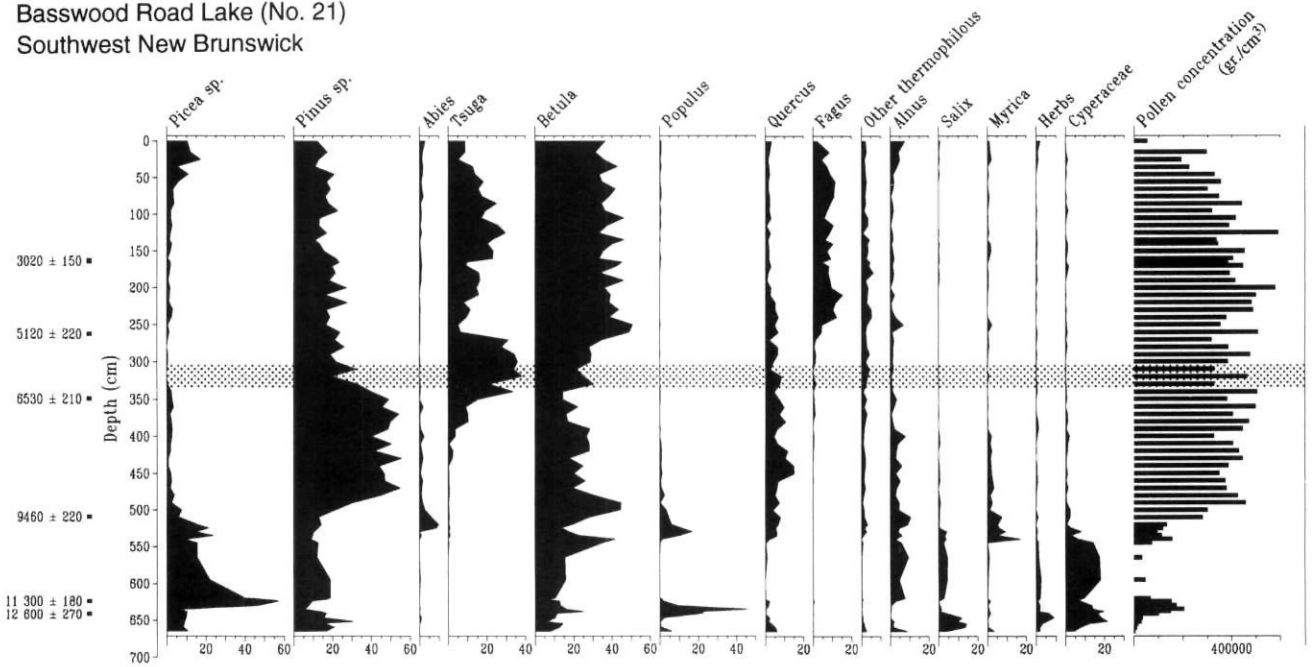 Basswood Road Lake (No. 21)
Southwest New Brunswick
Picea sp.
Pinus sp.
Abies
Tsuga
Betula
Populus
Quercus
Fagus
Other thermophilous
Alnus
Salix
Myrica
Herbs
Cyperaceae
Pollen concentration
(gr./cm³)
Depth (cm)
0
50
100
150
200
250
300
350
400
450
500
550
600
650
700
3020 ± 150
5120 ± 220
6530 ± 210
9460 ± 220
11 300 ± 180
12 600 ± 270
20 40 60
20 40 60
20
20 40
20 40 60
20 40
20
20
20
20
20
20
400000